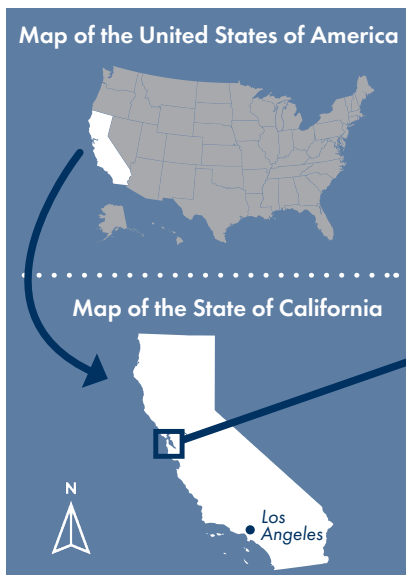 Map of the United States of America
Map of the State of California
N
Los
Angeles